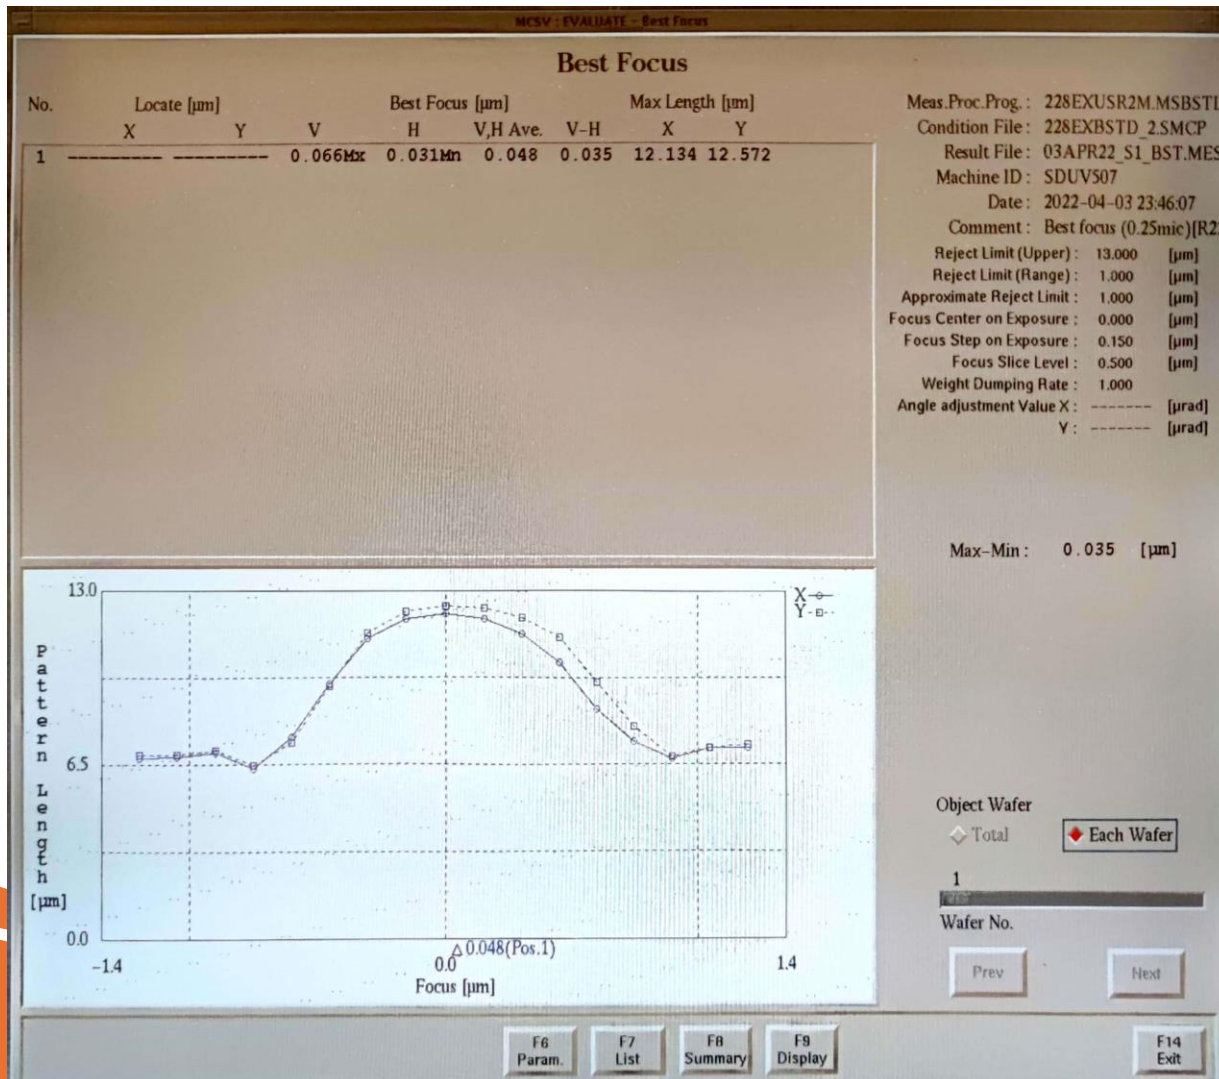 MCSV : EVALUATE - Best Focus
Best Focus
No. Locate [µm] Best Focus [µm] Max Length [µm]
X Y V H V,H Ave. V-H X Y
1 --------- --------- 0.066Mx 0.031Mn 0.048 0.035 12.134 12.572
Meas.Proc.Prog. : 228EXUSR2M.MSBSTL
Condition File : 228EXBSTD_2.SMCP
Result File : 03APR22_S1_BST.MES
Machine ID : SDUV507
Date : 2022-04-03 23:46:07
Comment : Best focus (0.25mic)[R2
Reject Limit (Upper) : 13.000 [µm]
Reject Limit (Range) : 1.000 [µm]
Approximate Reject Limit : 1.000 [µm]
Focus Center on Exposure : 0.000 [µm]
Focus Step on Exposure : 0.150 [µm]
Focus Slice Level : 0.500 [µm]
Weight Dumping Rate : 1.000
Angle adjustment Value X : ------- [µrad]
Y : ------- [µrad]
Max-Min : 0.035 [µm]
13.0
X
Y
Pattern Length [µm]
6.5
0.0
-1.4
0.0
△0.048(Pos.1)
1.4
Focus [µm]
Object Wafer
Total Each Wafer
1
Wafer No.
Prev Next
F6 Param.
F7 List
F8 Summary
F9 Display
F14 Exit